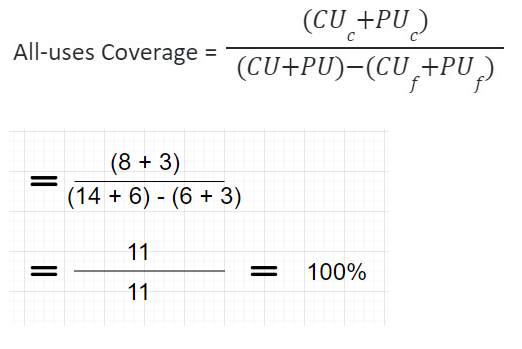 (CU_c+PU_c)
All-uses Coverage =
(CU+PU)−(CU_f+PU_f)
(8 + 3)
=
(14 + 6) - (6 + 3)
11
= = 100%
11